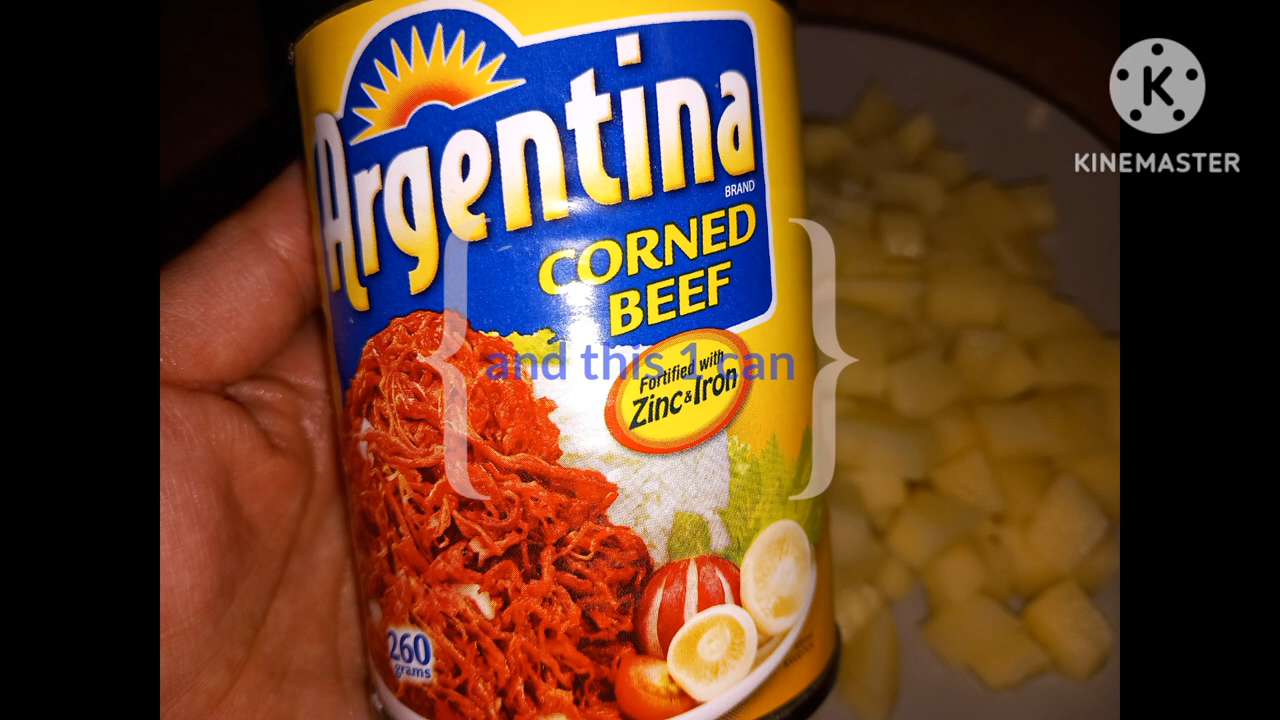 Argentina
BRAND
CORNED
BEEF
and this 1 can
Fortified with
Zinc & Iron
260
grams
K
KINEMASTER